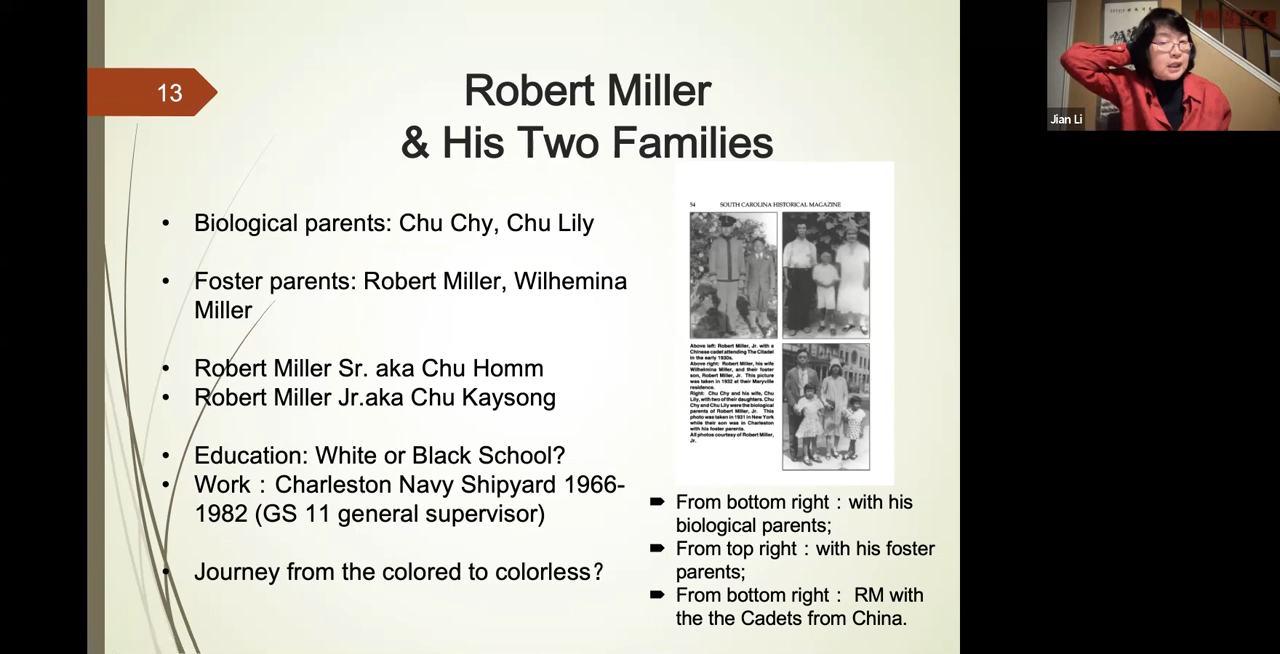 13
Robert Miller
& His Two Families
• Biological parents: Chu Chy, Chu Lily
• Foster parents: Robert Miller, Wilhemina
Miller
• Robert Miller Sr. aka Chu Homm
• Robert Miller Jr.aka Chu Kaysong
• Education: White or Black School?
• Work : Charleston Navy Shipyard 1966-
1982 (GS 11 general supervisor)
• Journey from the colored to colorless?
54 SOUTH CAROLINA HISTORICAL MAGAZINE
Above left: Robert Miller, Jr. with a
Chinese cadet attending The Citadel
in the early 1930s.
Above right: Robert Miller, his wife
Wilhelmina Miller, and their foster
son, Robert Miller, Jr. This picture
was taken in 1932 at their Maryville
residence.
Right: Chu Chy and his wife, Chu
Lily, with two of their daughters. Chu
Chy and Chu Lily were the biological
parents of Robert Miller, Jr. This
photo was taken in 1931 in New York
while their son was in Charleston
with his foster parents.
All photos courtesy of Robert Miller,
Jr.
From bottom right : with his
biological parents;
From top right : with his foster
parents;
From bottom right : RM with
the the Cadets from China.
Jian Li